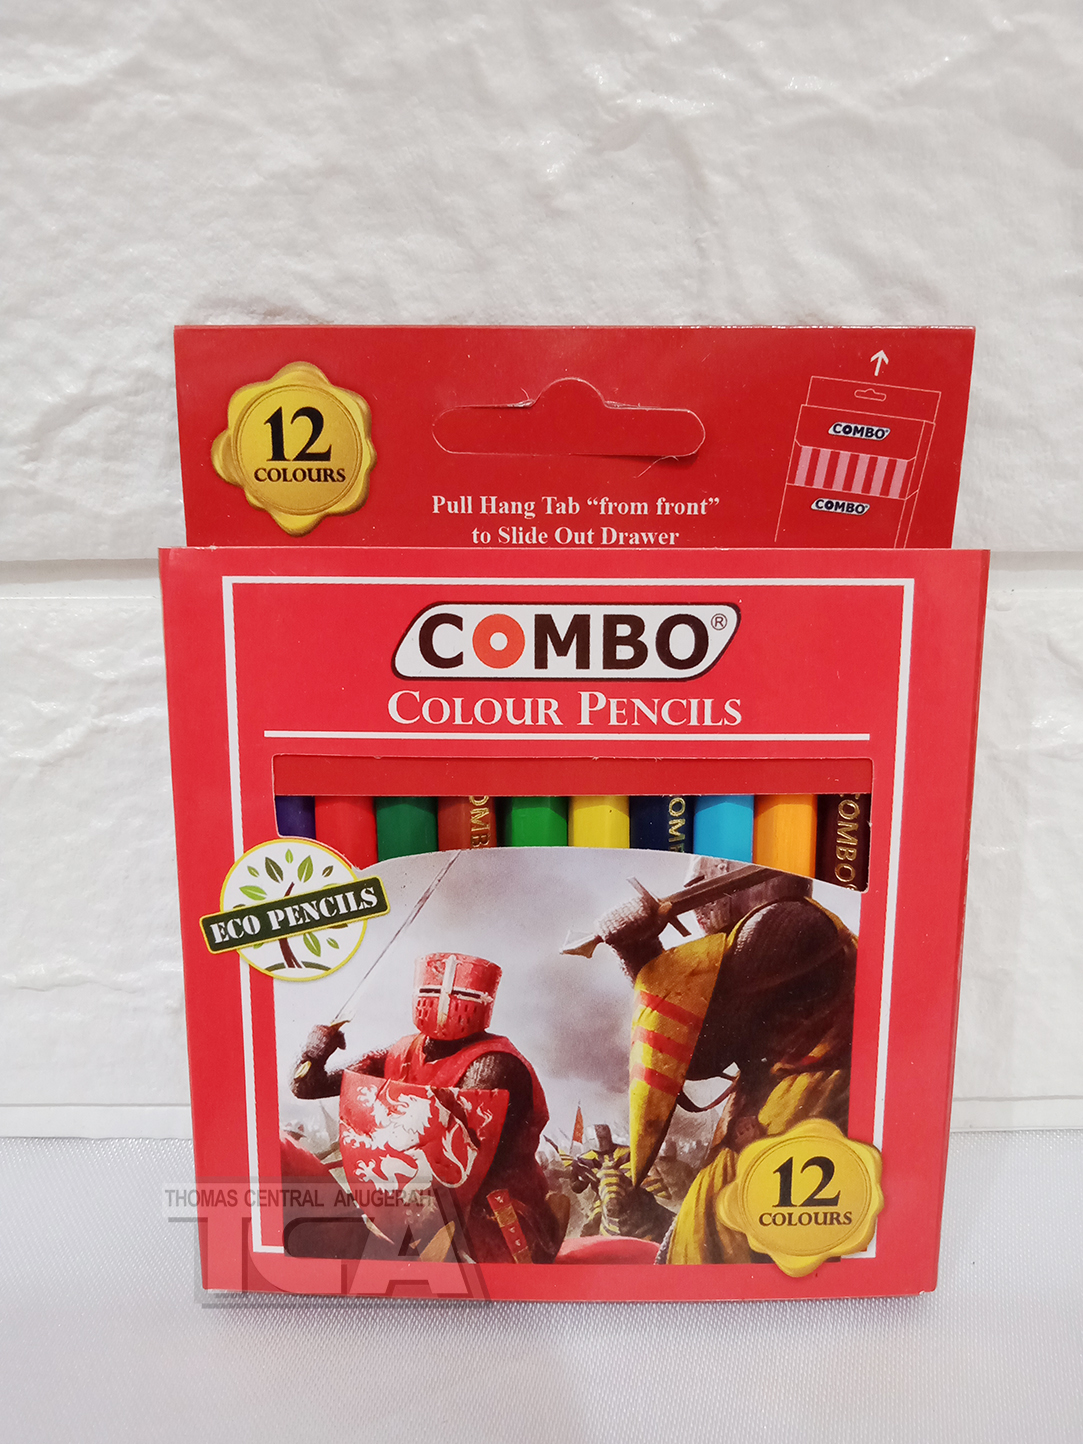 12
COLOURS
COMBO
COMBO
Pull Hang Tab “from front”
to Slide Out Drawer
COMBO®
COLOUR PENCILS
COMBO
ECO PENCILS
12
COLOURS
THOMAS CENTRAL ANUGERAH
TCA